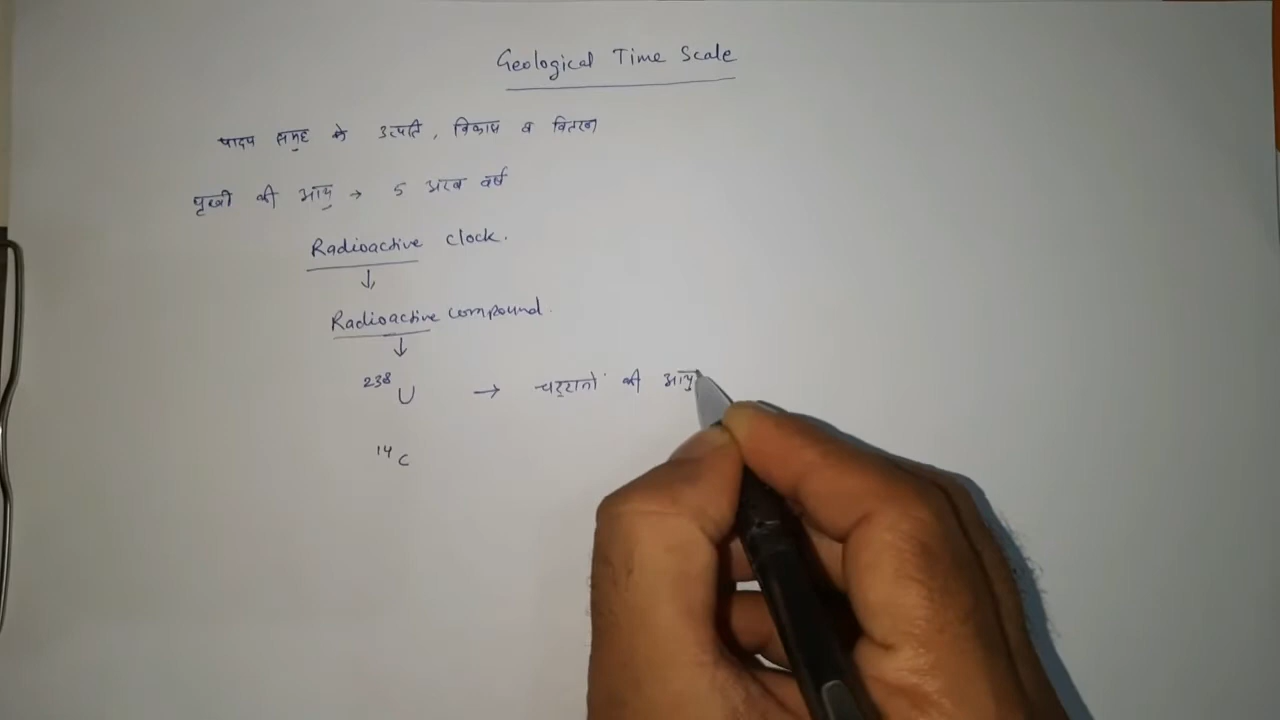 Geological Time Scale
पादप समुह के उत्पति, विकास व वितरण
पृथ्वी की आयु → 5 अरब वर्ष
Radioactive clock.
↓
Radioactive compound.
↓
²³⁸U → चट्टानों की आयु
¹⁴C